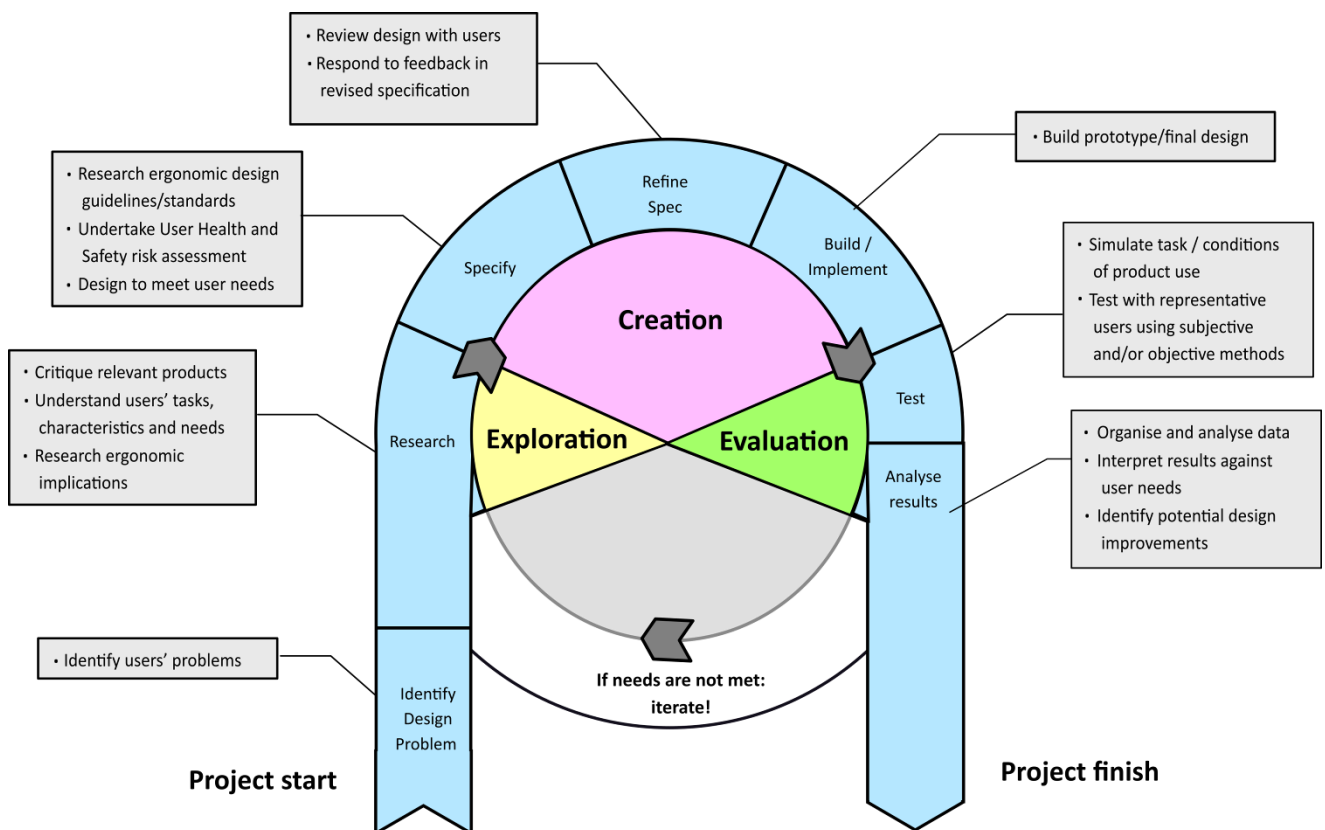 • Review design with users
• Respond to feedback in
revised specification
• Build prototype/final design
• Research ergonomic design
guidelines/standards
• Undertake User Health and
Safety risk assessment
• Design to meet user needs
Refine
Spec
Specify
Build /
Implement
• Simulate task / conditions
of product use
• Test with representative
users using subjective
and/or objective methods
Creation
• Critique relevant products
• Understand users’ tasks,
characteristics and needs
• Research ergonomic
implications
Research
Exploration
Evaluation
Test
Analyse
results
• Organise and analyse data
• Interpret results against
user needs
• Identify potential design
improvements
• Identify users’ problems
Identify
Design
Problem
If needs are not met:
iterate!
Project start
Project finish